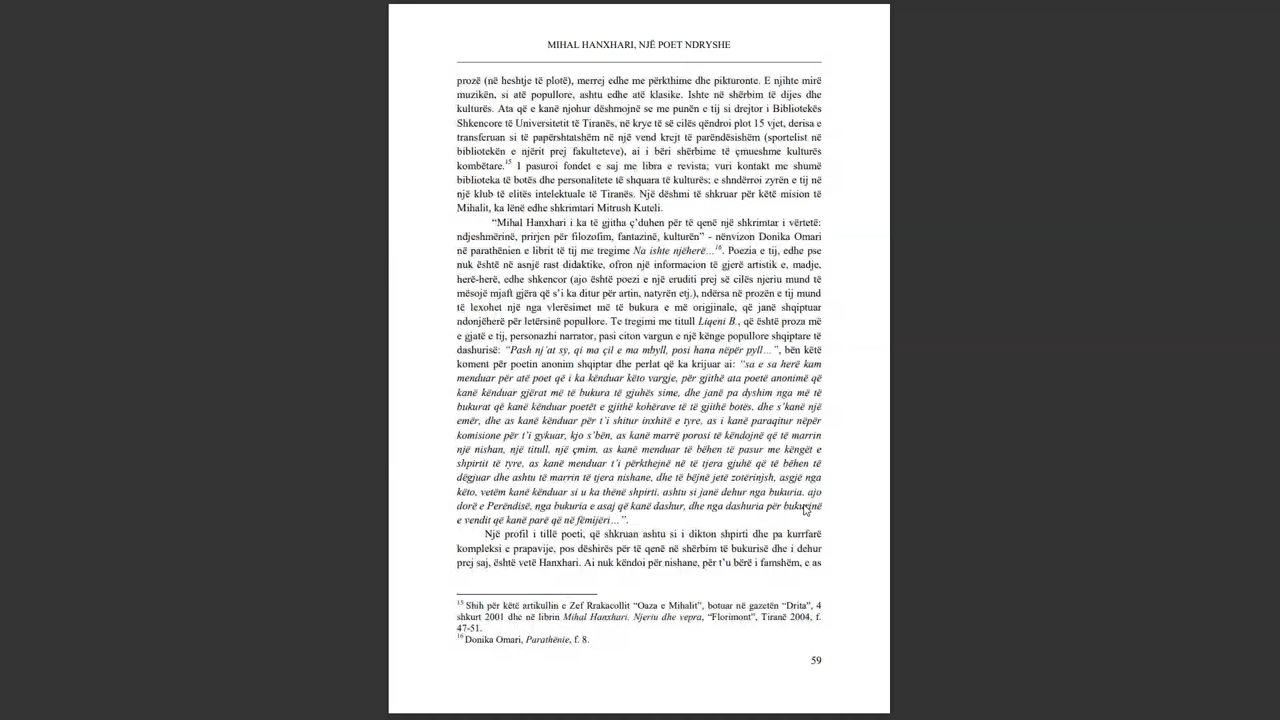 MIHAL HANXHARI, NJË POET NDRYSHE
prozë (në heshtje të plotë), merrej edhe me përkthime dhe pikturonte. E njihte mirë
muzikën, si atë popullore, ashtu edhe atë klasike. Ishte në shërbim të dijes dhe
kulturës. Ata që e kanë njohur dëshmojnë se me punën e tij si drejtor i Bibliotekës
Shkencore të Universitetit të Tiranës, në krye të së cilës qëndroi plot 15 vjet, derisa e
transferuan si të papërshtatshëm në një vend krejt të parëndësishëm (sportelist në
bibliotekën e njërit prej fakulteteve), ai i bëri shërbime të çmueshme kulturës
kombëtare.15 I pasuroi fondet e saj me libra e revista; vuri kontakt me shumë
biblioteka të botës dhe personalitete të shquara të kulturës; e shndërroi zyrën e tij në
një klub të elitës intelektuale të Tiranës. Një dëshmi të shkruar për këtë mision të
Mihalit, ka lënë edhe shkrimtari Mitrush Kuteli.
“Mihal Hanxhari i ka të gjitha ç’duhen për të qenë një shkrimtar i vërtetë:
ndjeshmërinë, prirjen për filozofim, fantazinë, kulturën” - nënvizon Donika Omari
në parathënien e librit të tij me tregime Na ishte njëherë…16. Poezia e tij, edhe pse
nuk është në asnjë rast didaktike, ofron një informacion të gjerë artistik e, madje,
herë-herë, edhe shkencor (ajo është poezi e një eruditi prej së cilës njeriu mund të
mësojë mjaft gjëra që s’i ka ditur për artin, natyrën etj.), ndërsa në prozën e tij mund
të lexohet një nga vlerësimet më të bukura e më origjinale, që janë shqiptuar
ndonjëherë për letërsinë popullore. Te tregimi me titull Liqeni B., që është proza më
e gjatë e tij, personazhi narrator, pasi citon vargun e një kënge popullore shqiptare të
dashurisë: “Pash nj’at sy, qi ma çil e ma mbyll, posi hana nëpër pyll…”, bën këtë
koment për poetin anonim shqiptar dhe perlat që ka krijuar ai: “sa e sa herë kam
menduar për atë poet që i ka kënduar këto vargje, për gjithë ata poetë anonimë që
kanë kënduar gjërat më të bukura të gjuhës sime, dhe janë pa dyshim nga më të
bukurat që kanë kënduar poetët e gjithë kohërave të të gjithë botës, dhe s’kanë një
emër, dhe as kanë kënduar për t’i shitur inxhitë e tyre, as i kanë paraqitur nëpër
komisione për t’i gykuar, kjo s’bën, as kanë marrë porosi të këndojnë që të marrin
një nishan, një titull, një çmim, as kanë menduar të bëhen të pasur me këngët e
shpirtit të tyre, as kanë menduar t’i përkthejnë në të tjera gjuhë që të bëhen të
dëgjuar dhe ashtu të marrin të tjera nishane, dhe të bëjnë jetë zotërinjsh, asgjë nga
këto, vetëm kanë kënduar si u ka thënë shpirti, ashtu si janë dehur nga bukuria, ajo
dorë e Perëndisë, nga bukuria e asaj që kanë dashur, dhe nga dashuria për bukurinë
e vendit që kanë parë që në fëmijëri…”.
Një profil i tillë poeti, që shkruan ashtu si i dikton shpirti dhe pa kurrfarë
kompleksi e prapavije, pos dëshirës për të qenë në shërbim të bukurisë dhe i dehur
prej saj, është vetë Hanxhari. Ai nuk këndoi për nishane, për t’u bërë i famshëm, e as
15 Shih për këtë artikullin e Zef Rrakacollit “Oaza e Mihalit”, botuar në gazetën “Drita”, 4
shkurt 2001 dhe në librin Mihal Hanxhari. Njeriu dhe vepra, “Florimont”, Tiranë 2004, f.
47-51.
16 Donika Omari, Parathënie, f. 8.
59